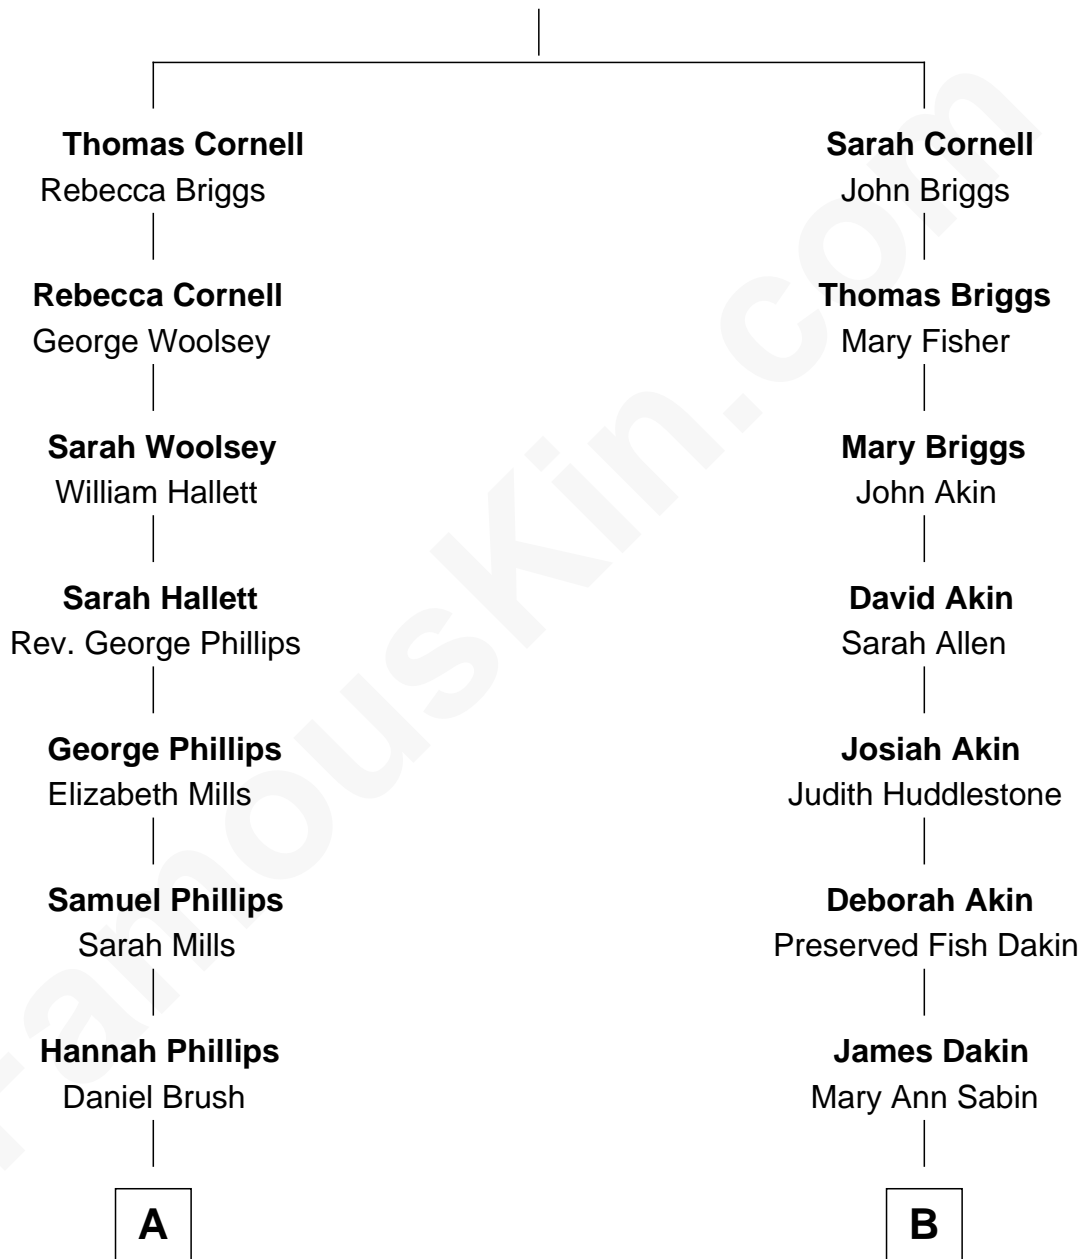 Thomas Cornell
Rebecca Briggs
Rebecca Cornell
George Woolsey
Sarah Woolsey
William Hallett
Sarah Hallett
Rev. George Phillips
George Phillips
Elizabeth Mills
Samuel Phillips
Sarah Mills
Hannah Phillips
Daniel Brush
A
Sarah Cornell
John Briggs
Thomas Briggs
Mary Fisher
Mary Briggs
John Akin
David Akin
Sarah Allen
Josiah Akin
Judith Huddlestone
Deborah Akin
Preserved Fish Dakin
James Dakin
Mary Ann Sabin
B
FamousKin.com